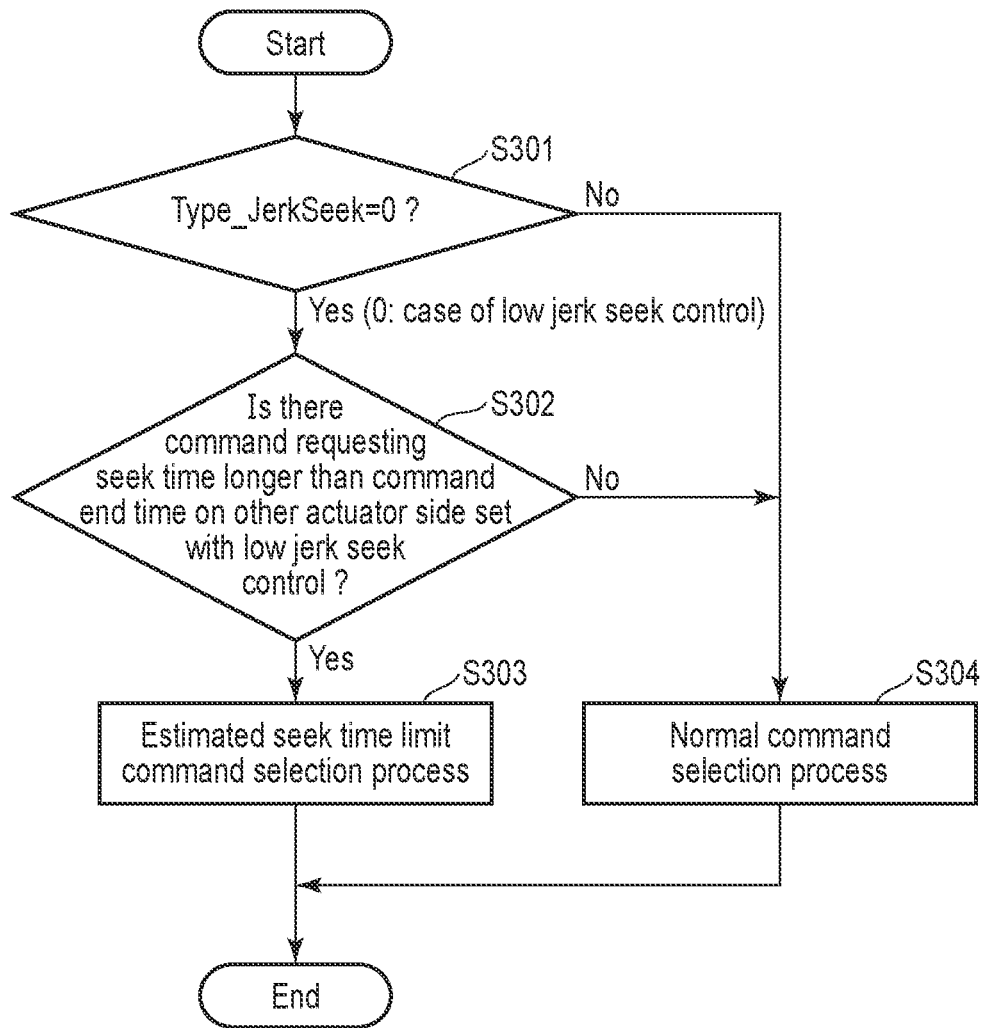 Start
S301
Type_JerkSeek=0 ?
No
Yes (0: case of low jerk seek control)
S302
Is there
command requesting
seek time longer than command
end time on other actuator side set
with low jerk seek
control ?
No
Yes
S303
Estimated seek time limit
command selection process
S304
Normal command
selection process
End